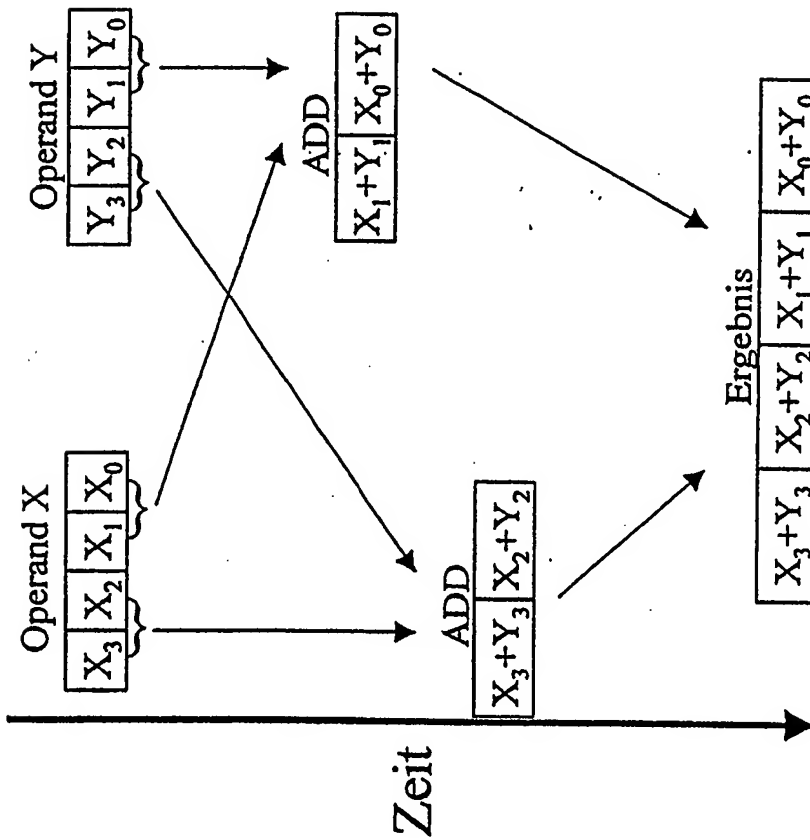 Operand X
X₃ X₂ X₁ X₀
Operand Y
Y₃ Y₂ Y₁ Y₀
ADD
X₁+Y₁ X₀+Y₀
Zeit
ADD
X₃+Y₃ X₂+Y₂
Ergebnis
X₃+Y₃ X₂+Y₂ X₁+Y₁ X₀+Y₀